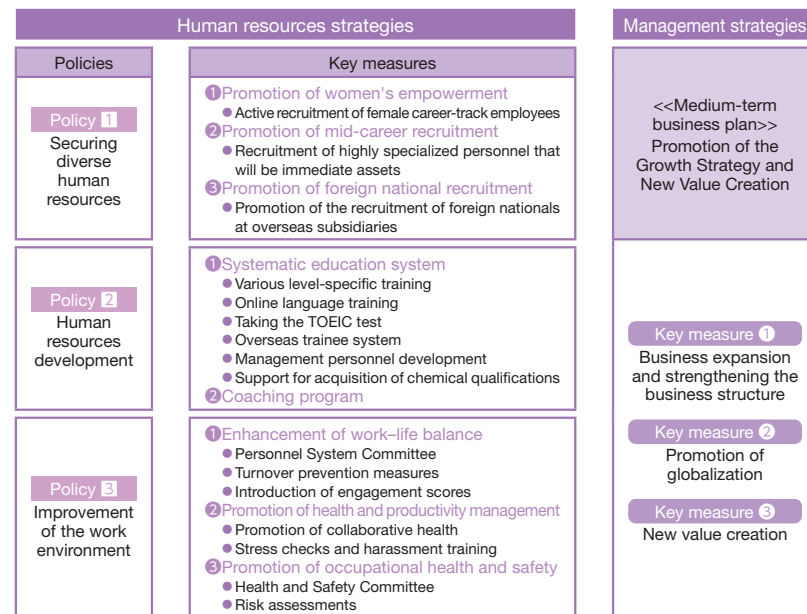 Human resources strategies
Policies
Key measures
Policy 1
Securing
diverse
human
resources
❶Promotion of women's empowerment
● Active recruitment of female career-track employees
❷Promotion of mid-career recruitment
● Recruitment of highly specialized personnel that
will be immediate assets
❸Promotion of foreign national recruitment
● Promotion of the recruitment of foreign nationals
at overseas subsidiaries
Policy 2
Human
resources
development
❶Systematic education system
● Various level-specific training
● Online language training
● Taking the TOEIC test
● Overseas trainee system
● Management personnel development
● Support for acquisition of chemical qualifications
❷Coaching program
Policy 3
Improvement
of the work
environment
❶Enhancement of work–life balance
● Personnel System Committee
● Turnover prevention measures
● Introduction of engagement scores
❷Promotion of health and productivity management
● Promotion of collaborative health
● Stress checks and harassment training
❸Promotion of occupational health and safety
● Health and Safety Committee
● Risk assessments
Management strategies
<<Medium-term
business plan>>
Promotion of the
Growth Strategy and
New Value Creation
Key measure ❶
Business expansion
and strengthening the
business structure
Key measure ❷
Promotion of
globalization
Key measure ❸
New value creation